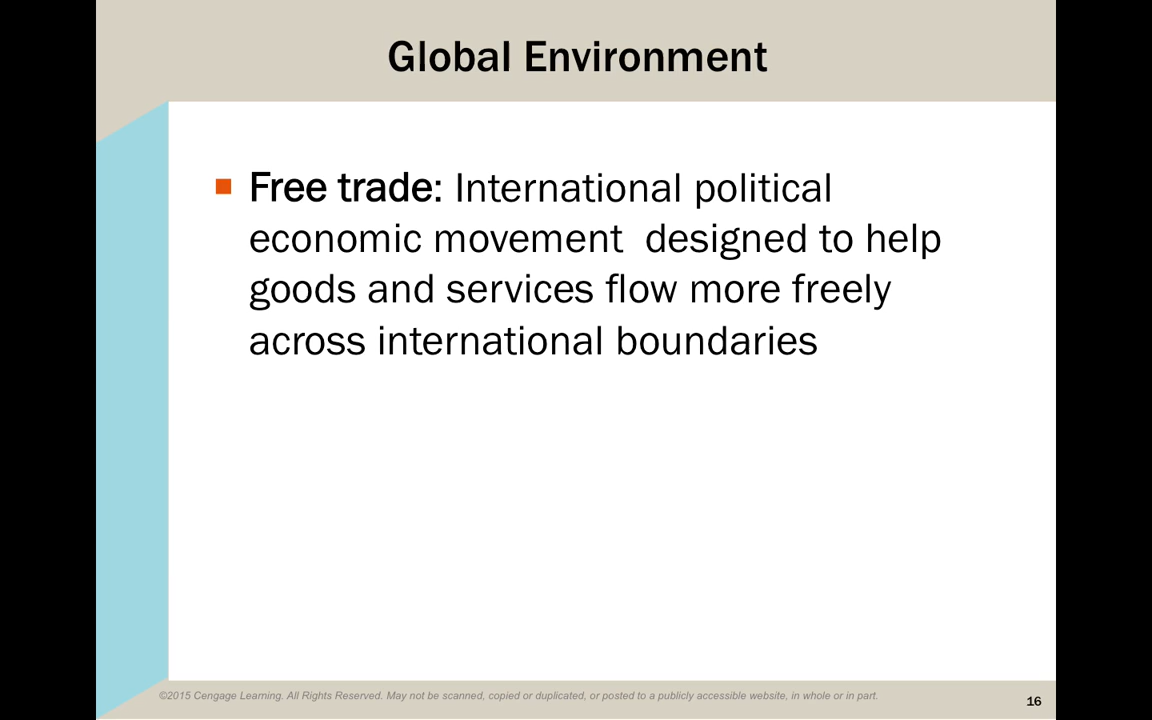 Global Environment
Free trade: International political
economic movement  designed to help
goods and services flow more freely
across international boundaries
©2015 Cengage Learning. All Rights Reserved. May not be scanned, copied or duplicated, or posted to a publicly accessible website, in whole or in part.
16